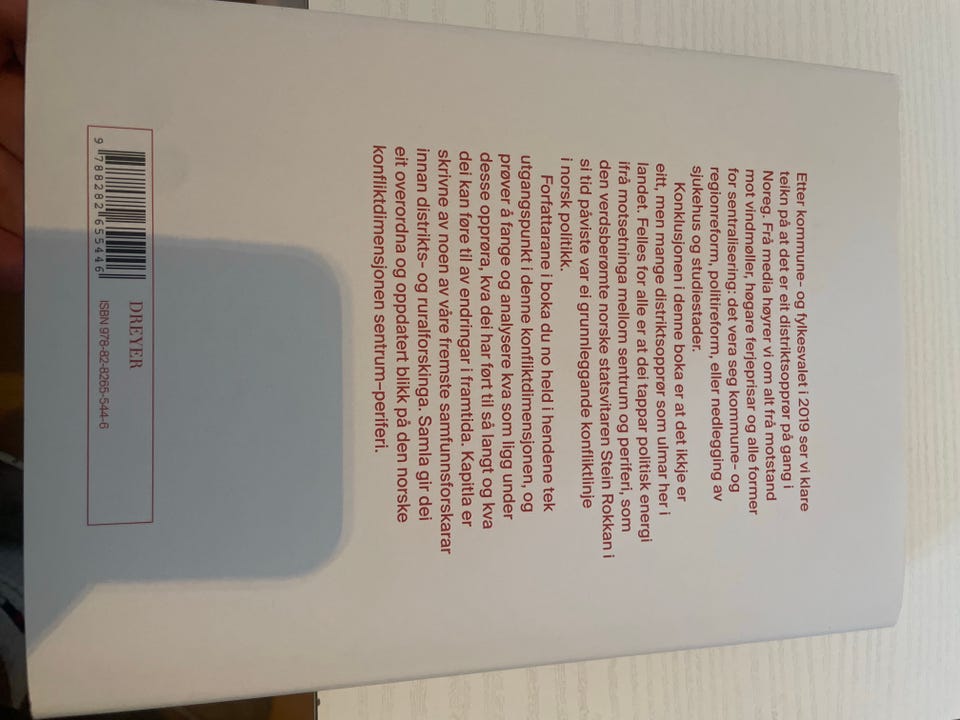 Etter kommune- og fylkesvalet i 2019 ser vi klare
teikn på at det er eit distriktsopprør på gang i
Noreg. Frå media høyrer vi om alt frå motstand
mot vindmøller, høgare ferjeprisar og alle former
for sentralisering: det vera seg kommune- og
regionreform, politireform, eller nedlegging av
sjukehus og studiestader.
Konklusjonen i denne boka er at det ikkje er
eitt, men mange distriktsopprør som ulmar her i
landet. Felles for alle er at dei tappar politisk energi
ifrå motsetninga mellom sentrum og periferi, som
den verdsberømte norske statsvitaren Stein Rokkan i
si tid påviste var ei grunnleggande konfliktlinje
i norsk politikk.
Forfattarane i boka du no held i hendene tek
utgangspunkt i denne konfliktdimensjonen, og
prøver å fange og analysere kva som ligg under
desse opprøra, kva dei har ført til så langt og kva
dei kan føre til av endringar i framtida. Kapitla er
skrivne av noen av våre fremste samfunnsforskarar
innan distrikts- og ruralforskinga. Samla gir dei
eit overordna og oppdatert blikk på den norske
konfliktdimensjonen sentrum–periferi.
DREYER
ISBN 978-82-8265-544-6
9 788282 655446